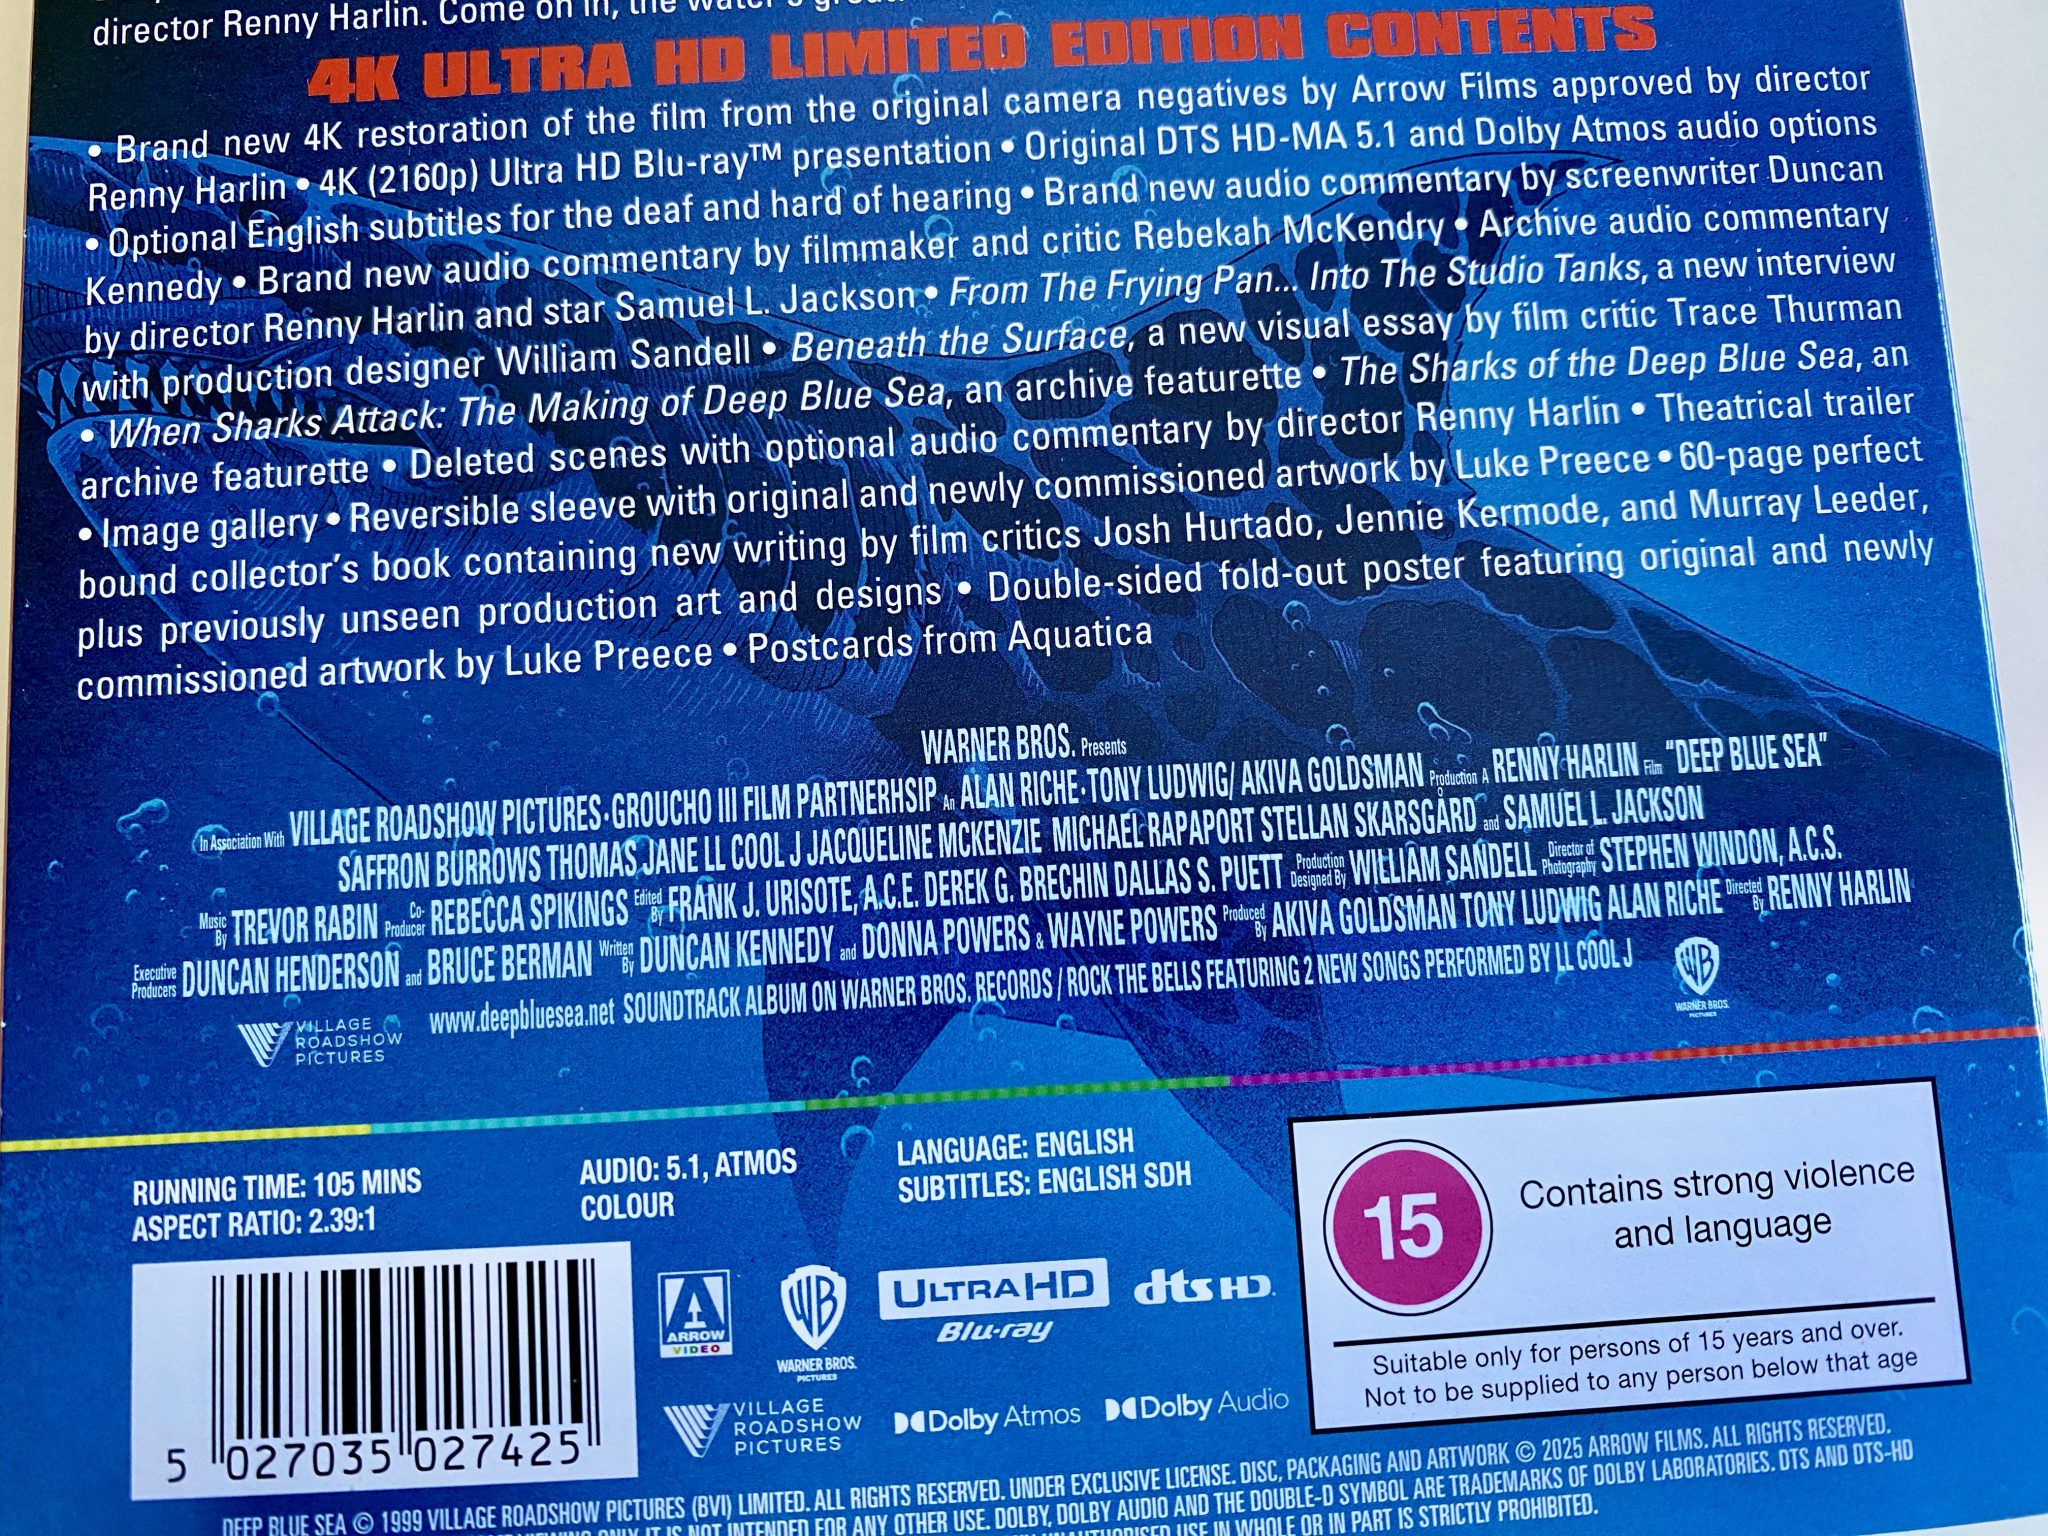 director Renny Harlin. Come on in, the water's great
4K ULTRA HD LIMITED EDITION CONTENTS
• Brand new 4K restoration of the film from the original camera negatives by Arrow Films approved by director
Renny Harlin • 4K (2160p) Ultra HD Blu-ray™ presentation • Original DTS HD-MA 5.1 and Dolby Atmos audio options
• Optional English subtitles for the deaf and hard of hearing • Brand new audio commentary by screenwriter Duncan
Kennedy • Brand new audio commentary by filmmaker and critic Rebekah McKendry • Archive audio commentary
by director Renny Harlin and star Samuel L. Jackson • From The Frying Pan... Into The Studio Tanks, a new interview
with production designer William Sandell • Beneath the Surface, a new visual essay by film critic Trace Thurman
• When Sharks Attack: The Making of Deep Blue Sea, an archive featurette • The Sharks of the Deep Blue Sea, an
archive featurette • Deleted scenes with optional audio commentary by director Renny Harlin • Theatrical trailer
• Image gallery • Reversible sleeve with original and newly commissioned artwork by Luke Preece • 60-page perfect
bound collector's book containing new writing by film critics Josh Hurtado, Jennie Kermode, and Murray Leeder,
plus previously unseen production art and designs • Double-sided fold-out poster featuring original and newly
commissioned artwork by Luke Preece • Postcards from Aquatica
WARNER BROS. Presents
In Association With VILLAGE ROADSHOW PICTURES·GROUCHO III FILM PARTNERHSIP An ALAN RICHE·TONY LUDWIG/ AKIVA GOLDSMAN Production A RENNY HARLIN Film "DEEP BLUE SEA"
SAFFRON BURROWS THOMAS JANE LL COOL J JACQUELINE MCKENZIE MICHAEL RAPAPORT STELLAN SKARSGÅRD and SAMUEL L. JACKSON
Music By TREVOR RABIN Co-Producer REBECCA SPIKINGS Edited By FRANK J. URISOTE, A.C.E. DEREK G. BRECHIN DALLAS S. PUETT Production Designed By WILLIAM SANDELL Director of Photography STEPHEN WINDON, A.C.S.
Executive Producers DUNCAN HENDERSON and BRUCE BERMAN Written By DUNCAN KENNEDY and DONNA POWERS & WAYNE POWERS Produced By AKIVA GOLDSMAN TONY LUDWIG ALAN RICHE Directed By RENNY HARLIN
VILLAGE ROADSHOW PICTURES
www.deepbluesea.net SOUNDTRACK ALBUM ON WARNER BROS. RECORDS / ROCK THE BELLS FEATURING 2 NEW SONGS PERFORMED BY LL COOL J
WB
WARNER BROS.
PICTURES
RUNNING TIME: 105 MINS
ASPECT RATIO: 2.39:1
AUDIO: 5.1, ATMOS
COLOUR
LANGUAGE: ENGLISH
SUBTITLES: ENGLISH SDH
15
Contains strong violence
and language
Suitable only for persons of 15 years and over.
Not to be supplied to any person below that age
5 027035 027425
ARROW
VIDEO
WB
WARNER BROS.
PICTURES
ULTRA HD
Blu-ray
dts HD
VILLAGE
ROADSHOW
PICTURES
Dolby Atmos
Dolby Audio
DEEP BLUE SEA © 1999 VILLAGE ROADSHOW PICTURES (BVI) LIMITED. ALL RIGHTS RESERVED. UNDER EXCLUSIVE LICENSE. DISC, PACKAGING AND ARTWORK © 2025 ARROW FILMS. ALL RIGHTS RESERVED.
ONLY. IT IS NOT INTENDED FOR ANY OTHER USE. DOLBY, DOLBY AUDIO AND THE DOUBLE-D SYMBOL ARE TRADEMARKS OF DOLBY LABORATORIES. DTS AND DTS-HD
UNAUTHORISED USE IN WHOLE OR IN PART IS STRICTLY PROHIBITED.